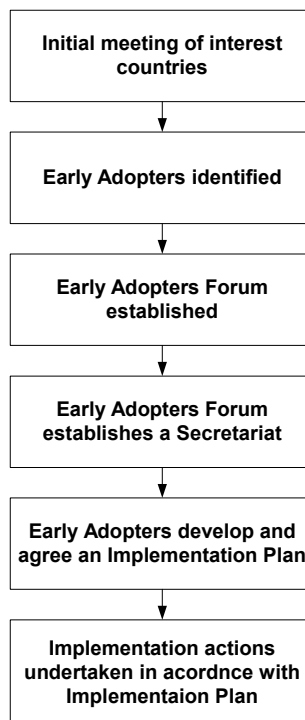 Initial meeting of interest
countries
Early Adopters identified
Early Adopters Forum
established
Early Adopters Forum
establishes a Secretariat
Early Adopters develop and
agree an Implementation Plan
Implementation actions
undertaken in acordnce with
Implementaion Plan